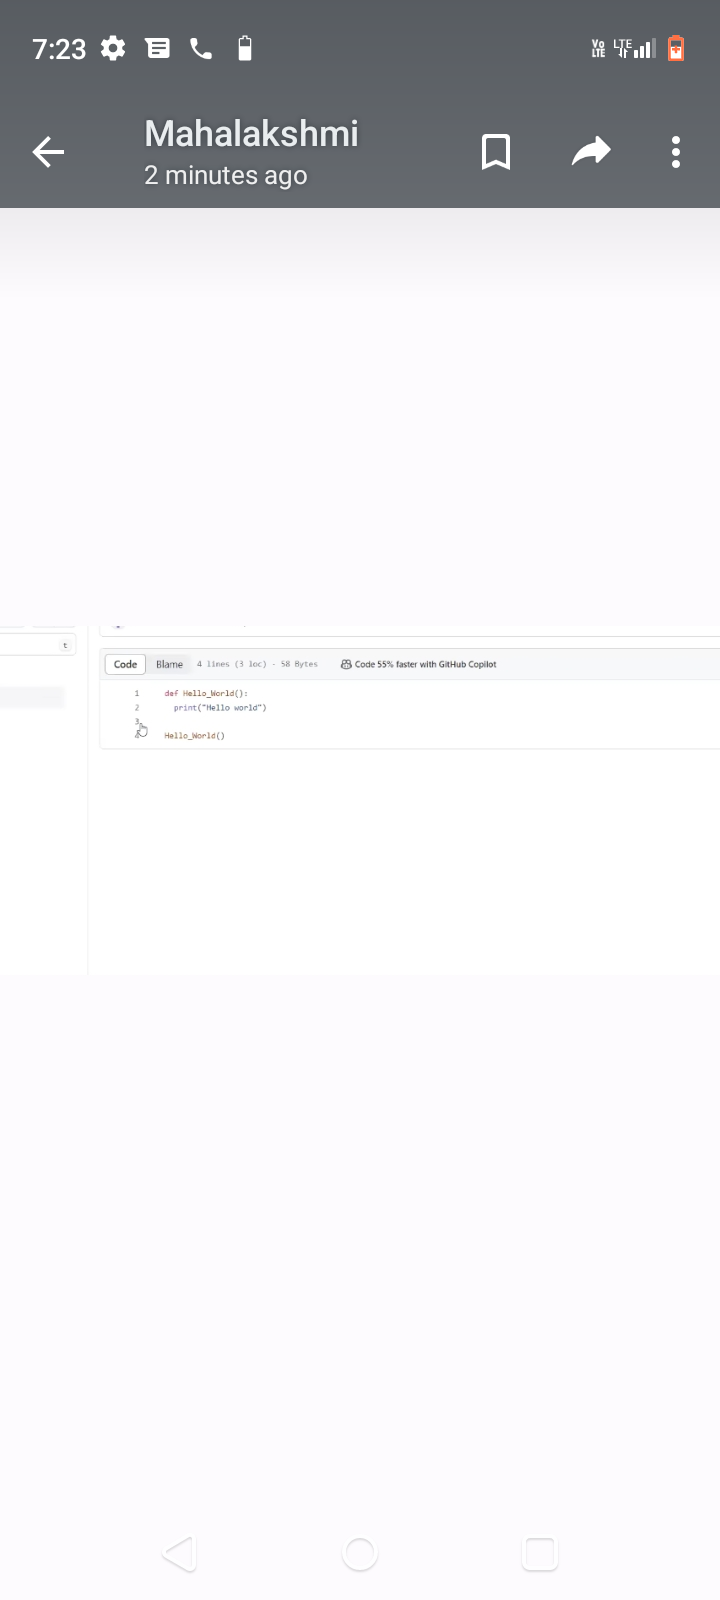 7:23
Vo LTE LTE
Mahalakshmi
2 minutes ago
t
Code Blame 4 lines (3 loc) · 58 Bytes Code 55% faster with GitHub Copilot
1 def Hello_World():
2 print("Hello world")
3
4 Hello_World()